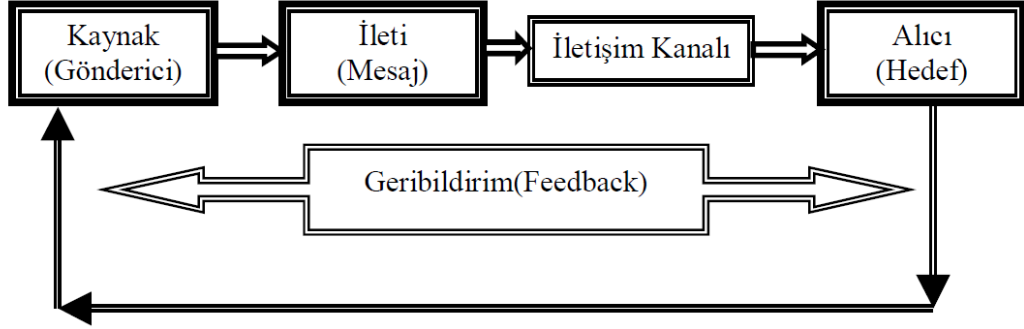 Kaynak
(Gönderici)
İleti
(Mesaj)
İletişim Kanalı
Alıcı
(Hedef)
Geribildirim(Feedback)